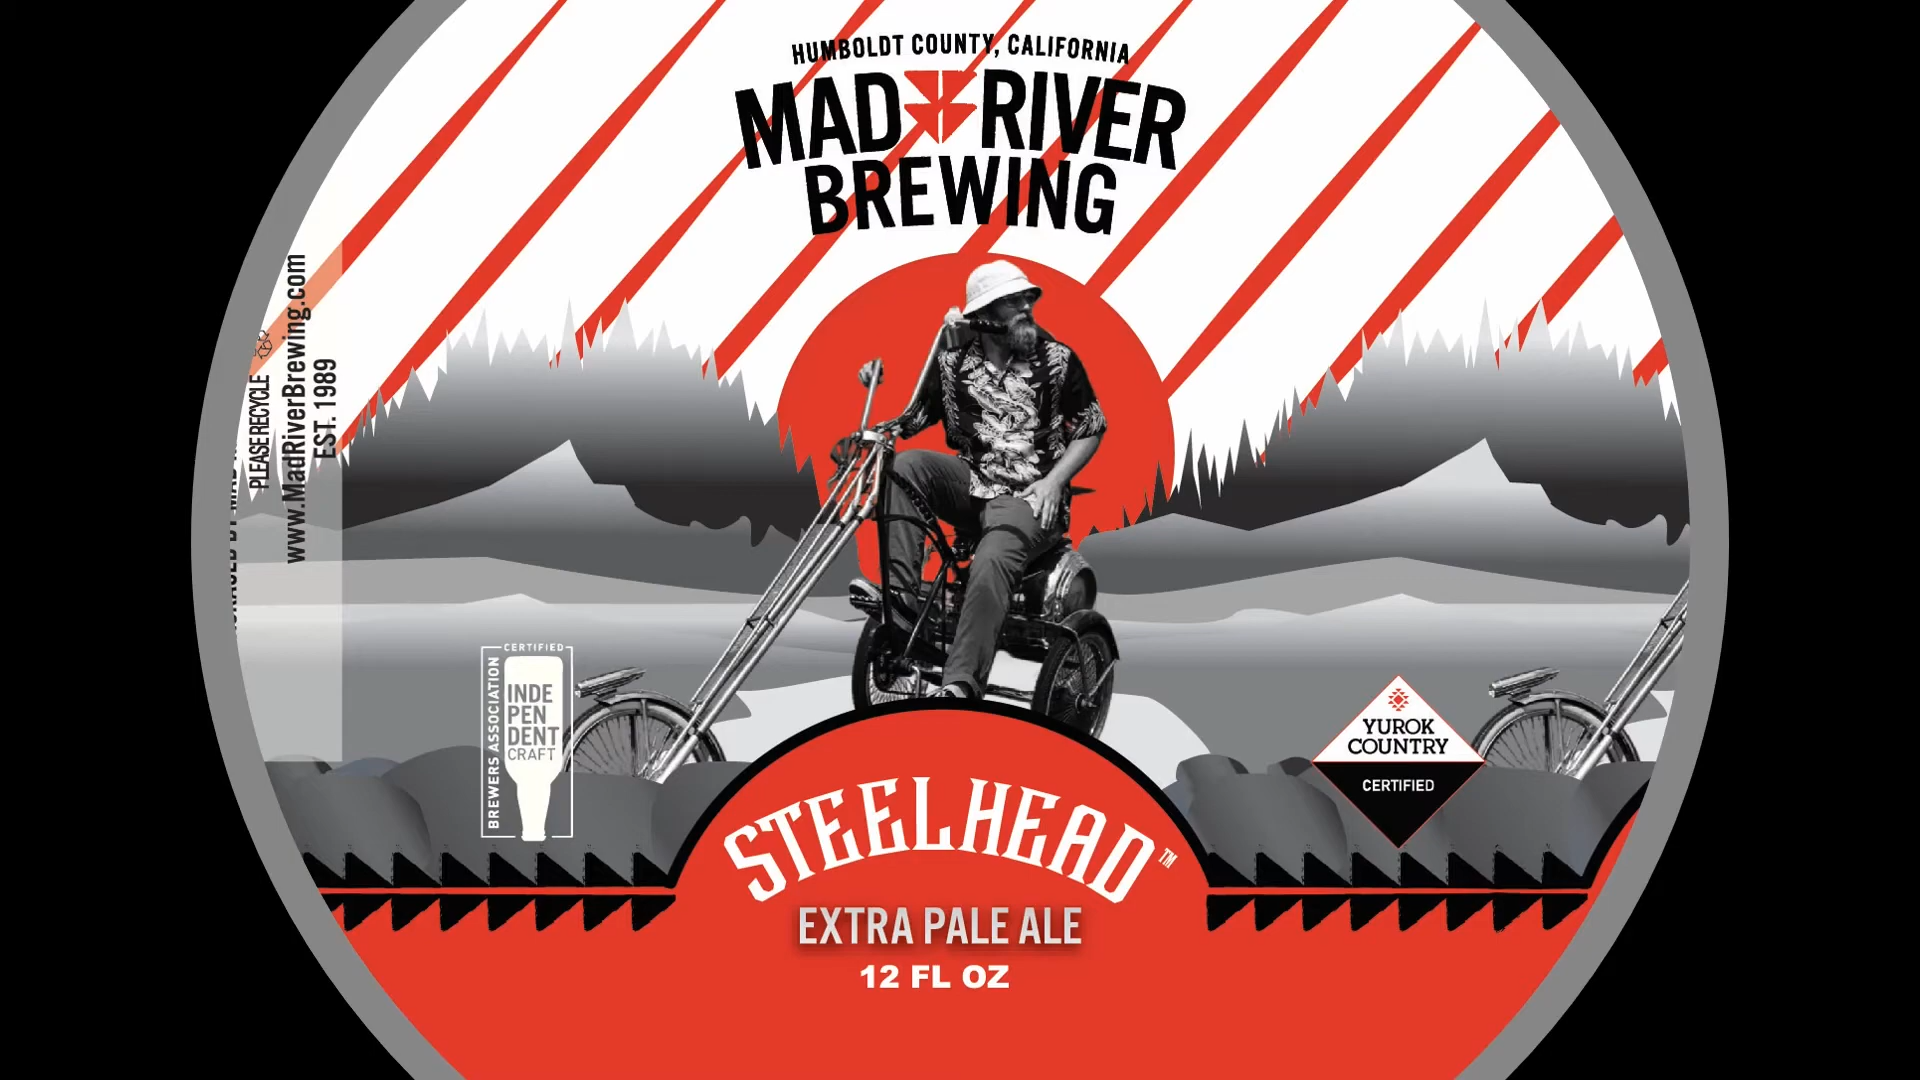 HUMBOLDT COUNTY, CALIFORNIA
MAD RIVER
BREWING
PLEASE RECYCLE
www.MadRiverBrewing.com
EST. 1989
CERTIFIED
BREWERS ASSOCIATION
INDE
PEN
DENT
CRAFT
YUROK
COUNTRY
CERTIFIED
STEELHEAD™
EXTRA PALE ALE
12 FL OZ